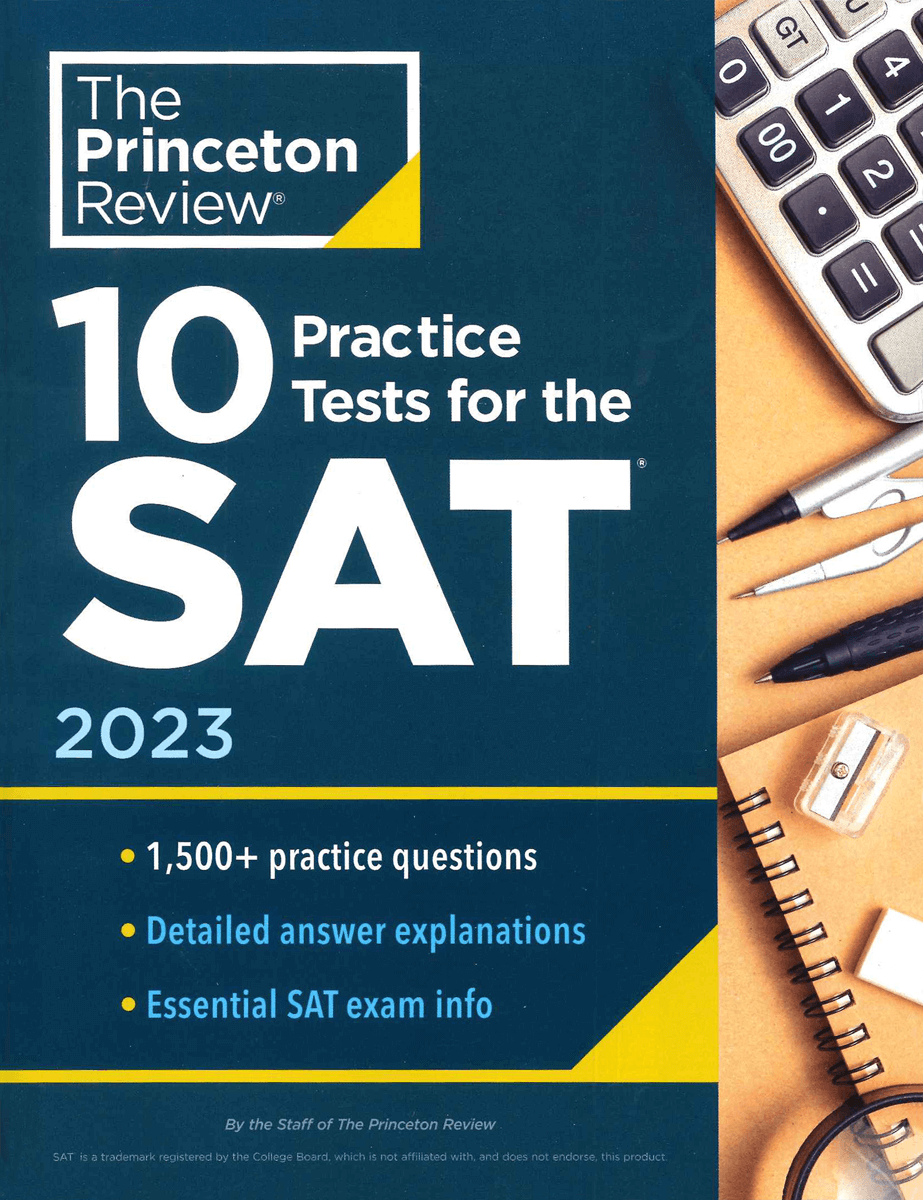 The
Princeton
Review®
10
Practice
Tests for the
SAT®
2023
• 1,500+ practice questions
• Detailed answer explanations
• Essential SAT exam info
By the Staff of The Princeton Review
SAT is a trademark registered by the College Board, which is not affiliated with, and does not endorse, this product.
GT
U
0
1
4
00
2
.
=